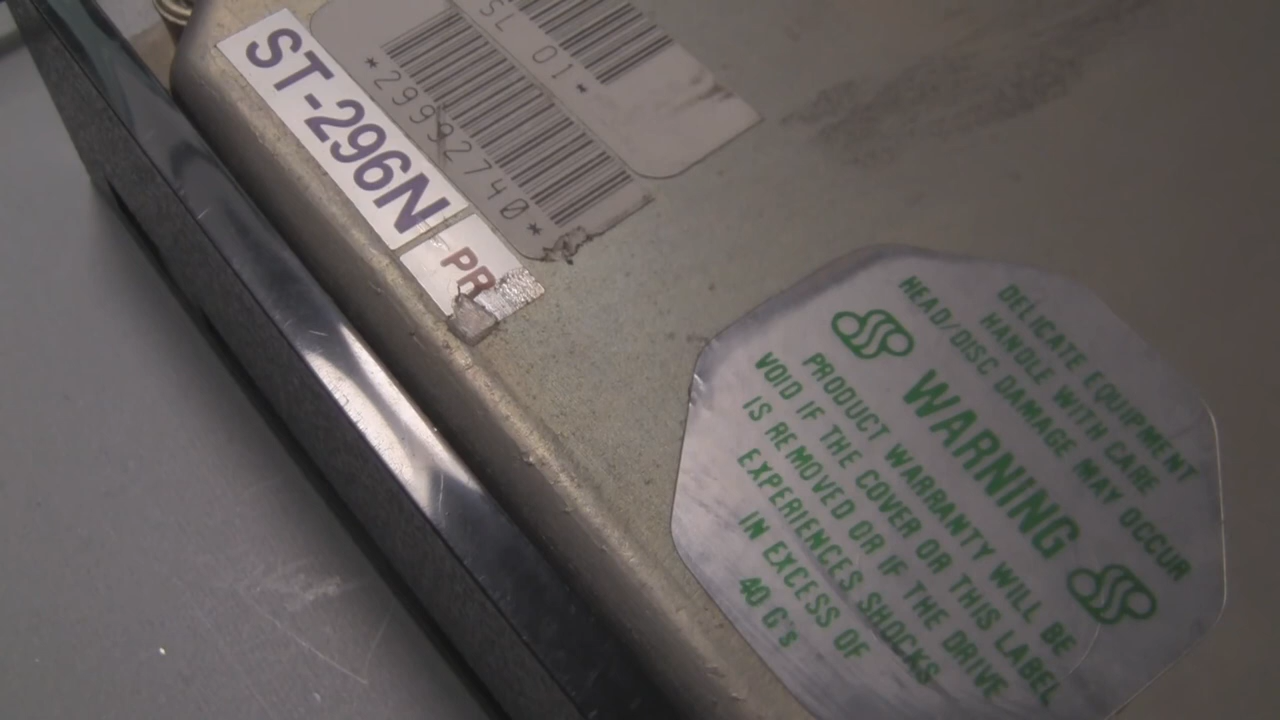 SL 01*
*29992740*
ST-296N
PR
DELICATE EQUIPMENT
HANDLE WITH CARE
HEAD/DISC DAMAGE MAY OCCUR
WARNING
PRODUCT WARRANTY WILL BE
VOID IF THE COVER OR THIS LABEL
IS REMOVED OR IF THE DRIVE
EXPERIENCES SHOCKS
IN EXCESS OF
40 G's